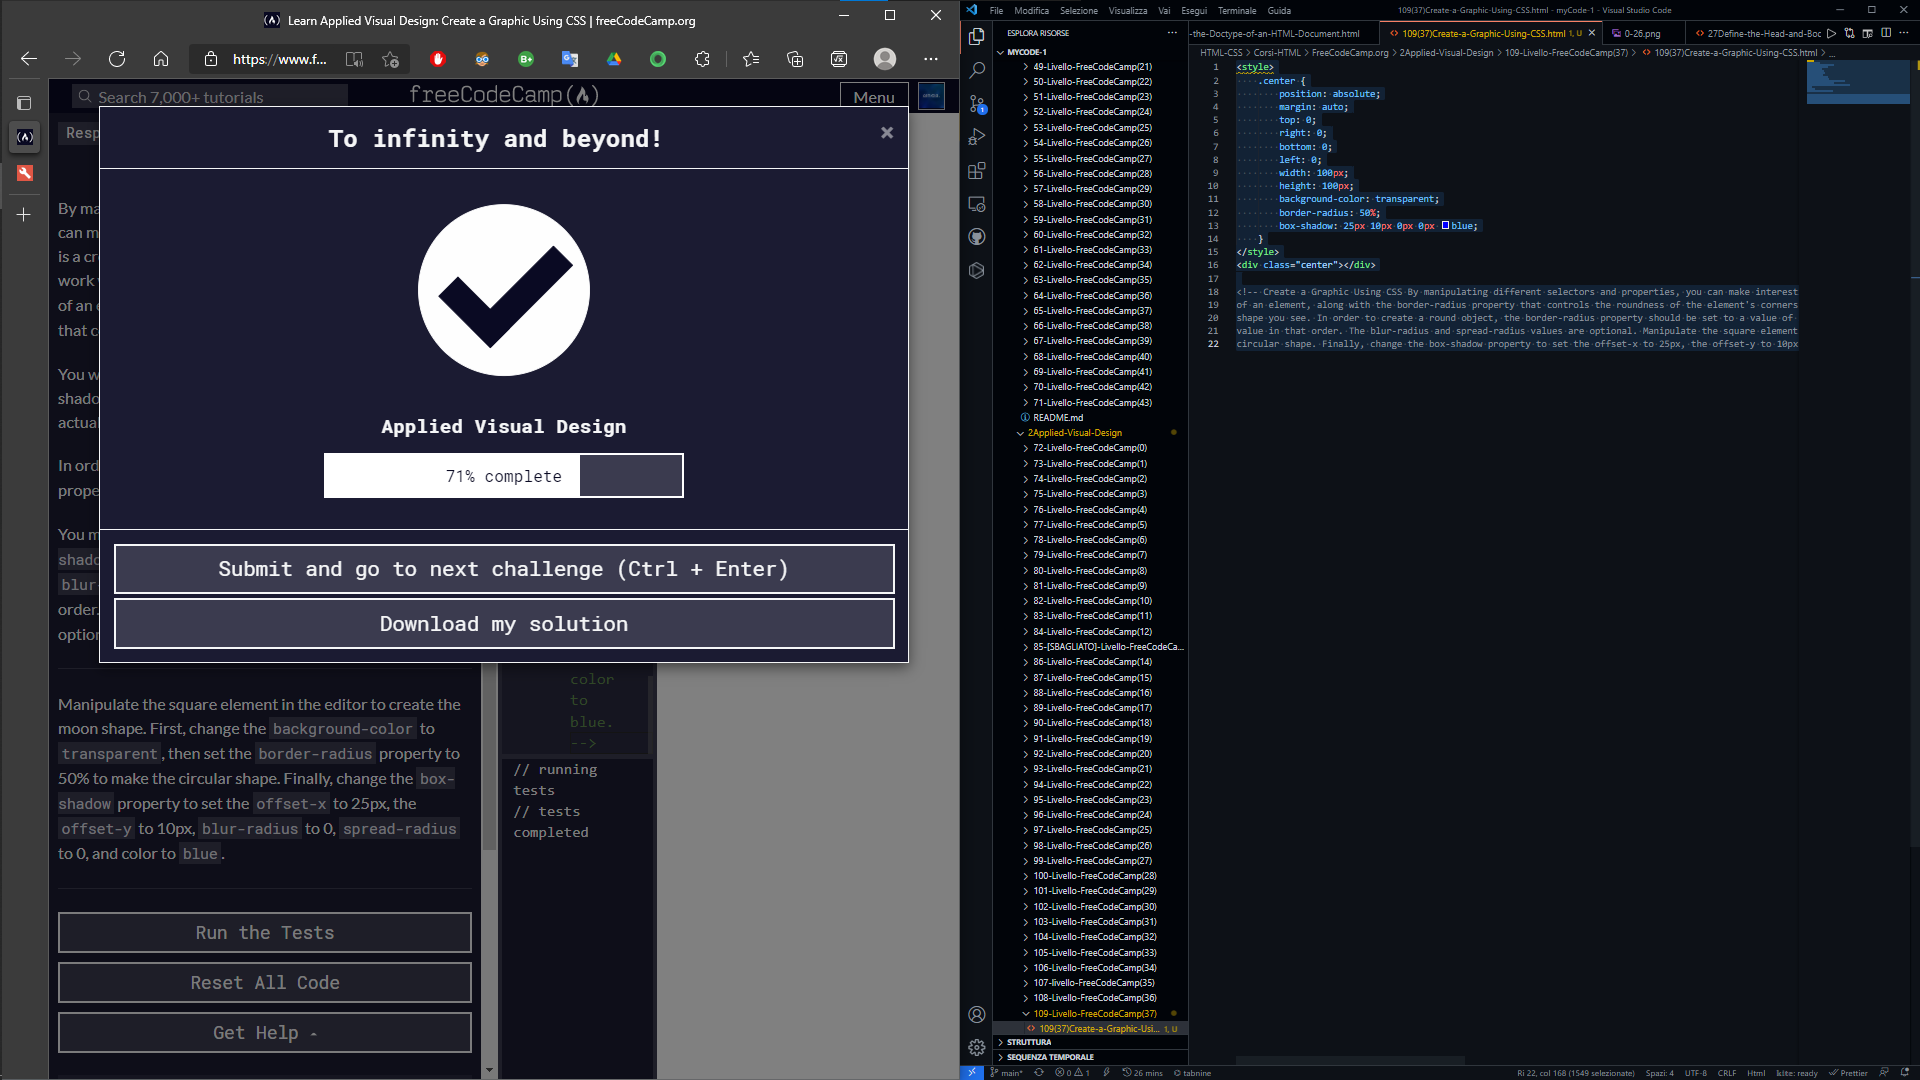 Learn Applied Visual Design: Create a Graphic Using CSS | freeCodeCamp.org
https://www.f...
Search 7,000+ tutorials
freeCodeCamp(
Menu
Resp
To infinity and beyond!
×
Applied Visual Design
71% complete
Submit and go to next challenge (Ctrl + Enter)
Download my solution
By ma
can m
is a cr
work
of an e
that co
You w
shado
actual
In ord
prope
You m
shado
blur-
order.
option
Manipulate the square element in the editor to create the
moon shape. First, change the background-color to
transparent, then set the border-radius property to
50% to make the circular shape. Finally, change the box-
shadow property to set the offset-x to 25px, the
offset-y to 10px, blur-radius to 0, spread-radius
to 0, and color to blue.
Run the Tests
Reset All Code
Get Help
color
to
blue.
-->
// running
tests
// tests
completed
File Modifica Selezione Visualizza Vai Esegui Terminale Guida
109(37)Create-a-Graphic-Using-CSS.html - myCode-1 - Visual Studio Code
ESPLORA RISORSE
MYCODE-1
49-Livello-FreeCodeCamp(21)
50-Livello-FreeCodeCamp(22)
51-Livello-FreeCodeCamp(23)
52-Livello-FreeCodeCamp(24)
53-Livello-FreeCodeCamp(25)
54-Livello-FreeCodeCamp(26)
55-Livello-FreeCodeCamp(27)
56-Livello-FreeCodeCamp(28)
57-Livello-FreeCodeCamp(29)
58-Livello-FreeCodeCamp(30)
59-Livello-FreeCodeCamp(31)
60-Livello-FreeCodeCamp(32)
61-Livello-FreeCodeCamp(33)
62-Livello-FreeCodeCamp(34)
63-Livello-FreeCodeCamp(35)
64-Livello-FreeCodeCamp(36)
65-Livello-FreeCodeCamp(37)
66-Livello-FreeCodeCamp(38)
67-Livello-FreeCodeCamp(39)
68-Livello-FreeCodeCamp(40)
69-Livello-FreeCodeCamp(41)
70-Livello-FreeCodeCamp(42)
71-Livello-FreeCodeCamp(43)
README.md
2Applied-Visual-Design
72-Livello-FreeCodeCamp(0)
73-Livello-FreeCodeCamp(1)
74-Livello-FreeCodeCamp(2)
75-Livello-FreeCodeCamp(3)
76-Livello-FreeCodeCamp(4)
77-Livello-FreeCodeCamp(5)
78-Livello-FreeCodeCamp(6)
79-Livello-FreeCodeCamp(7)
80-Livello-FreeCodeCamp(8)
81-Livello-FreeCodeCamp(9)
82-Livello-FreeCodeCamp(10)
83-Livello-FreeCodeCamp(11)
84-Livello-FreeCodeCamp(12)
85-[SBAGLIATO]-Livello-FreeCodeCa...
86-Livello-FreeCodeCamp(14)
87-Livello-FreeCodeCamp(15)
88-Livello-FreeCodeCamp(16)
89-Livello-FreeCodeCamp(17)
90-Livello-FreeCodeCamp(18)
91-Livello-FreeCodeCamp(19)
92-Livello-FreeCodeCamp(20)
93-Livello-FreeCodeCamp(21)
94-Livello-FreeCodeCamp(22)
95-Livello-FreeCodeCamp(23)
96-Livello-FreeCodeCamp(24)
97-Livello-FreeCodeCamp(25)
98-Livello-FreeCodeCamp(26)
99-Livello-FreeCodeCamp(27)
100-Livello-FreeCodeCamp(28)
101-Livello-FreeCodeCamp(29)
102-Livello-FreeCodeCamp(30)
103-Livello-FreeCodeCamp(31)
104-Livello-FreeCodeCamp(32)
105-Livello-FreeCodeCamp(33)
106-Livello-FreeCodeCamp(34)
107-livello-FreeCodeCamp(35)
108-Livello-FreeCodeCamp(36)
109-Livello-FreeCodeCamp(37)
109(37)Create-a-Graphic-Usi... 1, U
STRUTTURA
SEQUENZA TEMPORALE
-the-Doctype-of-an-HTML-Document.html
109(37)Create-a-Graphic-Using-CSS.html 1, U
0-26.png
27Define-the-Head-and-Boc
HTML-CSS > Corsi-HTML > FreeCodeCamp.org > 2Applied-Visual-Design > 109-Livello-FreeCodeCamp(37) > 109(37)Create-a-Graphic-Using-CSS.html > ...
1 <style>
2 .center {
3 position: absolute;
4 margin: auto;
5 top: 0;
6 right: 0;
7 bottom: 0;
8 left: 0;
9 width: 100px;
10 height: 100px;
11 background-color: transparent;
12 border-radius: 50%;
13 box-shadow: 25px 10px 0px 0px blue;
14 }
15 </style>
16 <div class="center"></div>
17
18 <!-- Create a Graphic Using CSS By manipulating different selectors and properties, you can make interest
19 of an element, along with the border-radius property that controls the roundness of the element's corners
20 shape you see. In order to create a round object, the border-radius property should be set to a value of
21 value in that order. The blur-radius and spread-radius values are optional. Manipulate the square element
22 circular shape. Finally, change the box-shadow property to set the offset-x to 25px, the offset-y to 10px
main* 0 1 26 mins tabnine
Ri 22, col 168 (1549 selezionate) Spazi: 4 UTF-8 CRLF Html kite: ready Prettier